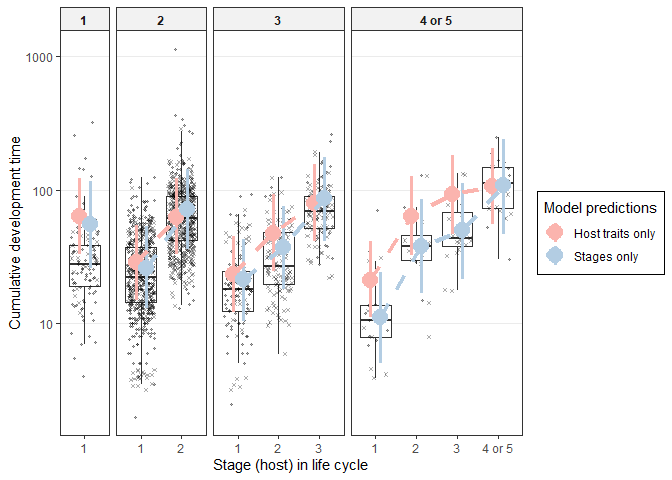 1 2 3 4 or 5
Cumulative development time
1000
100
10
1 1 2 1 2 3 1 2 3 4 or 5
Stage (host) in life cycle
Model predictions
Host traits only
Stages only